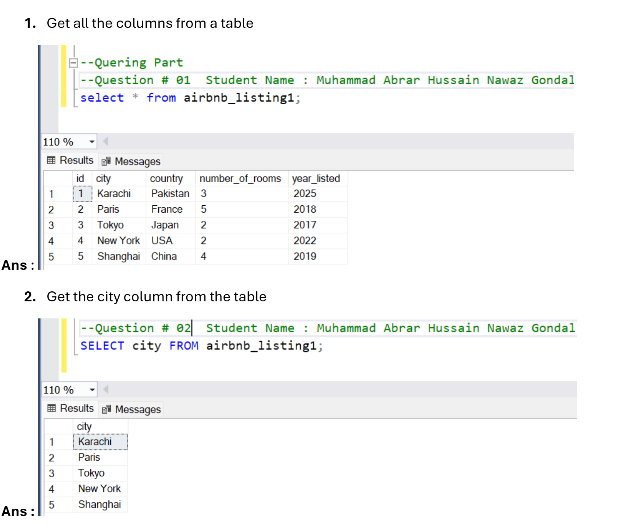 1. Get all the columns from a table
--Quering Part
--Question # 01 Student Name : Muhammad Abrar Hussain Nawaz Gondal
select * from airbnb_listing1;
110 %
Results Messages
id city country number_of_rooms year_listed
1 1 Karachi Pakistan 3 2025
2 2 Paris France 5 2018
3 3 Tokyo Japan 2 2017
4 4 New York USA 2 2022
5 5 Shanghai China 4 2019
Ans :
2. Get the city column from the table
--Question # 02 Student Name : Muhammad Abrar Hussain Nawaz Gondal
SELECT city FROM airbnb_listing1;
110 %
Results Messages
city
1 Karachi
2 Paris
3 Tokyo
4 New York
5 Shanghai
Ans :